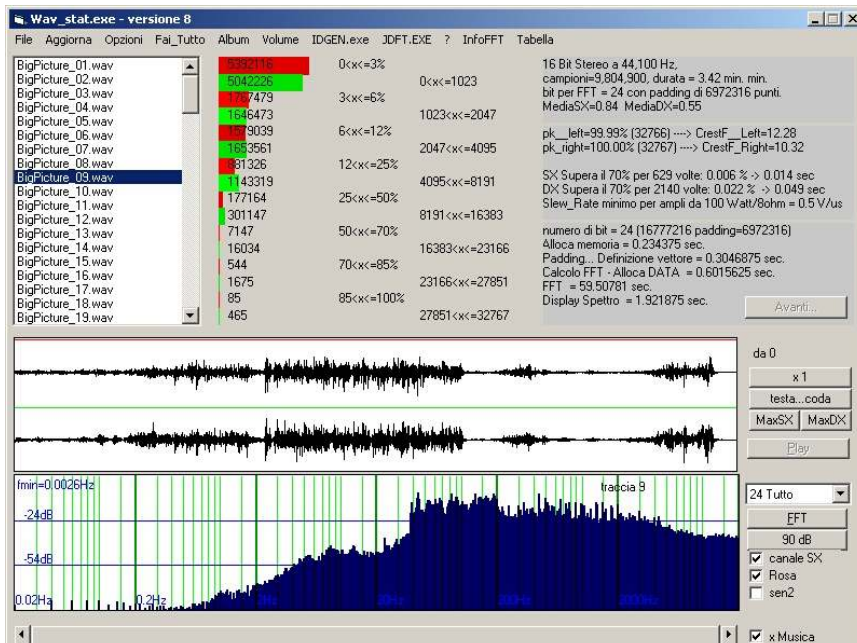 Wav_stat.exe - versione 8
File Aggiorna Opzioni Fai_Tutto Album Volume IDGEN.exe JDFT.EXE ? InfoFFT Tabella
BigPicture_01.wav
BigPicture_02.wav
BigPicture_03.wav
BigPicture_04.wav
BigPicture_05.wav
BigPicture_06.wav
BigPicture_07.wav
BigPicture_08.wav
BigPicture_09.wav
BigPicture_10.wav
BigPicture_11.wav
BigPicture_12.wav
BigPicture_13.wav
BigPicture_14.wav
BigPicture_15.wav
BigPicture_16.wav
BigPicture_17.wav
BigPicture_18.wav
BigPicture_19.wav
5392116 0<x<=3%
5042226 0<x<=1023
1787479 3<x<=6%
1646473 1023<x<=2047
1579039 6<x<=12%
1653561 2047<x<=4095
881326 12<x<=25%
1143319 4095<x<=8191
177164 25<x<=50%
301147 8191<x<=16383
7147 50<x<=70%
16034 16383<x<=23166
544 70<x<=85%
1675 23166<x<=27851
85 85<x<=100%
465 27851<x<=32767
16 Bit Stereo a 44,100 Hz,
campioni=9,804,900, durata = 3.42 min. min.
bit per FFT = 24 con padding di 6972316 punti.
MediaSX=0.84 MediaDX=0.55
pk__left=99.99% (32766) ----> CrestF__Left=12.28
pk_right=100.00% (32767) ----> CrestF_Right=10.32
SX Supera il 70% per 629 volte: 0.006 % -> 0.014 sec
DX Supera il 70% per 2140 volte: 0.022 % -> 0.049 sec
Slew_Rate minimo per ampli da 100 Watt/8ohm = 0.5 V/us
numero di bit = 24 (16777216 padding=6972316)
Alloca memoria = 0.234375 sec.
Padding... Definizione vettore = 0.3046875 sec.
Calcolo FFT - Alloca DATA = 0.6015625 sec.
FFT = 59.50781 sec.
Display Spettro = 1.921875 sec.
Avanti...
da 0
x 1
testa...coda
MaxSX MaxDX
Play
fmin=0.0026Hz
traccia 9
-24dB
-54dB
0.02Hz 0.2Hz 2Hz 20Hz 200Hz 2000Hz
24 Tutto
FFT
90 dB
canale SX
Rosa
sen2
x Musica